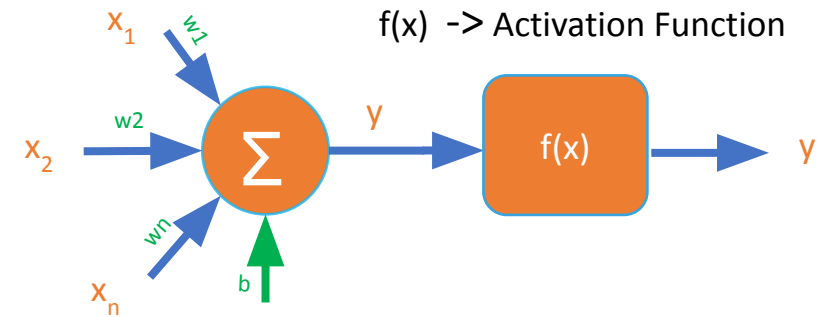 x1
w1
f(x) -> Activation Function
w2
y
x2
Σ
f(x)
y
wn
b
xn